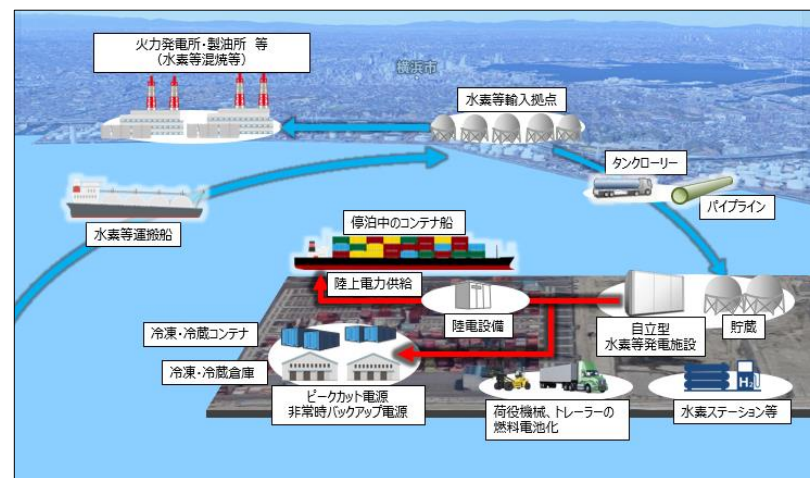 火力発電所・製油所 等
（水素等混焼等）
横浜市
水素等輸入拠点
タンクローリー
パイプライン
水素等運搬船
停泊中のコンテナ船
陸上電力供給
陸電設備
自立型
水素等発電施設
貯蔵
冷凍・冷蔵コンテナ
冷凍・冷蔵倉庫
ピークカット電源
非常時バックアップ電源
荷役機械、トレーラーの
燃料電池化
H2
水素ステーション等